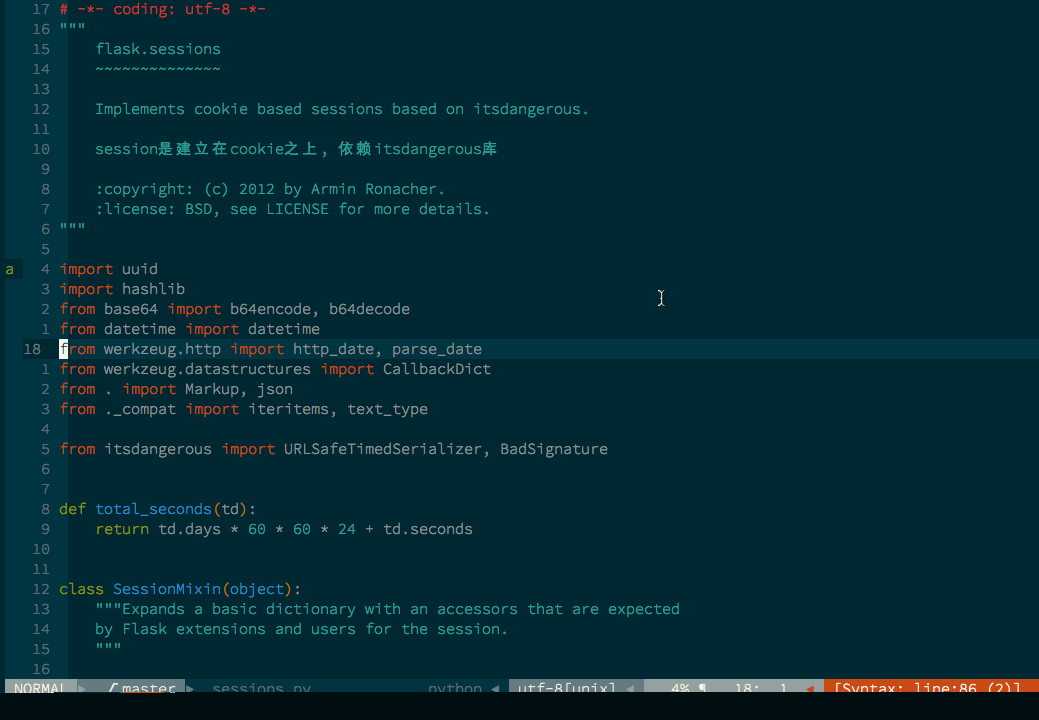 17 # -*- coding: utf-8 -*-
16 """
15     flask.sessions
14     ~~~~~~~~~~~~~~
13
12     Implements cookie based sessions based on itsdangerous.
11
10     session是建立在cookie之上, 依赖itsdangerous库
9
8     :copyright: (c) 2012 by Armin Ronacher.
7     :license: BSD, see LICENSE for more details.
6 """
5
a 4 import uuid
3 import hashlib
2 from base64 import b64encode, b64decode
1 from datetime import datetime
18 from werkzeug.http import http_date, parse_date
1 from werkzeug.datastructures import CallbackDict
2 from . import Markup, json
3 from ._compat import iteritems, text_type
4
5 from itsdangerous import URLSafeTimedSerializer, BadSignature
6
7
8 def total_seconds(td):
9     return td.days * 60 * 60 * 24 + td.seconds
10
11
12 class SessionMixin(object):
13     """Expands a basic dictionary with an accessors that are expected
14     by Flask extensions and users for the session.
15     """
16
NORMAL master sessions.py python utf-8[unix] 4% ¶ 18: 1 [Syntax: line:86 (2)]